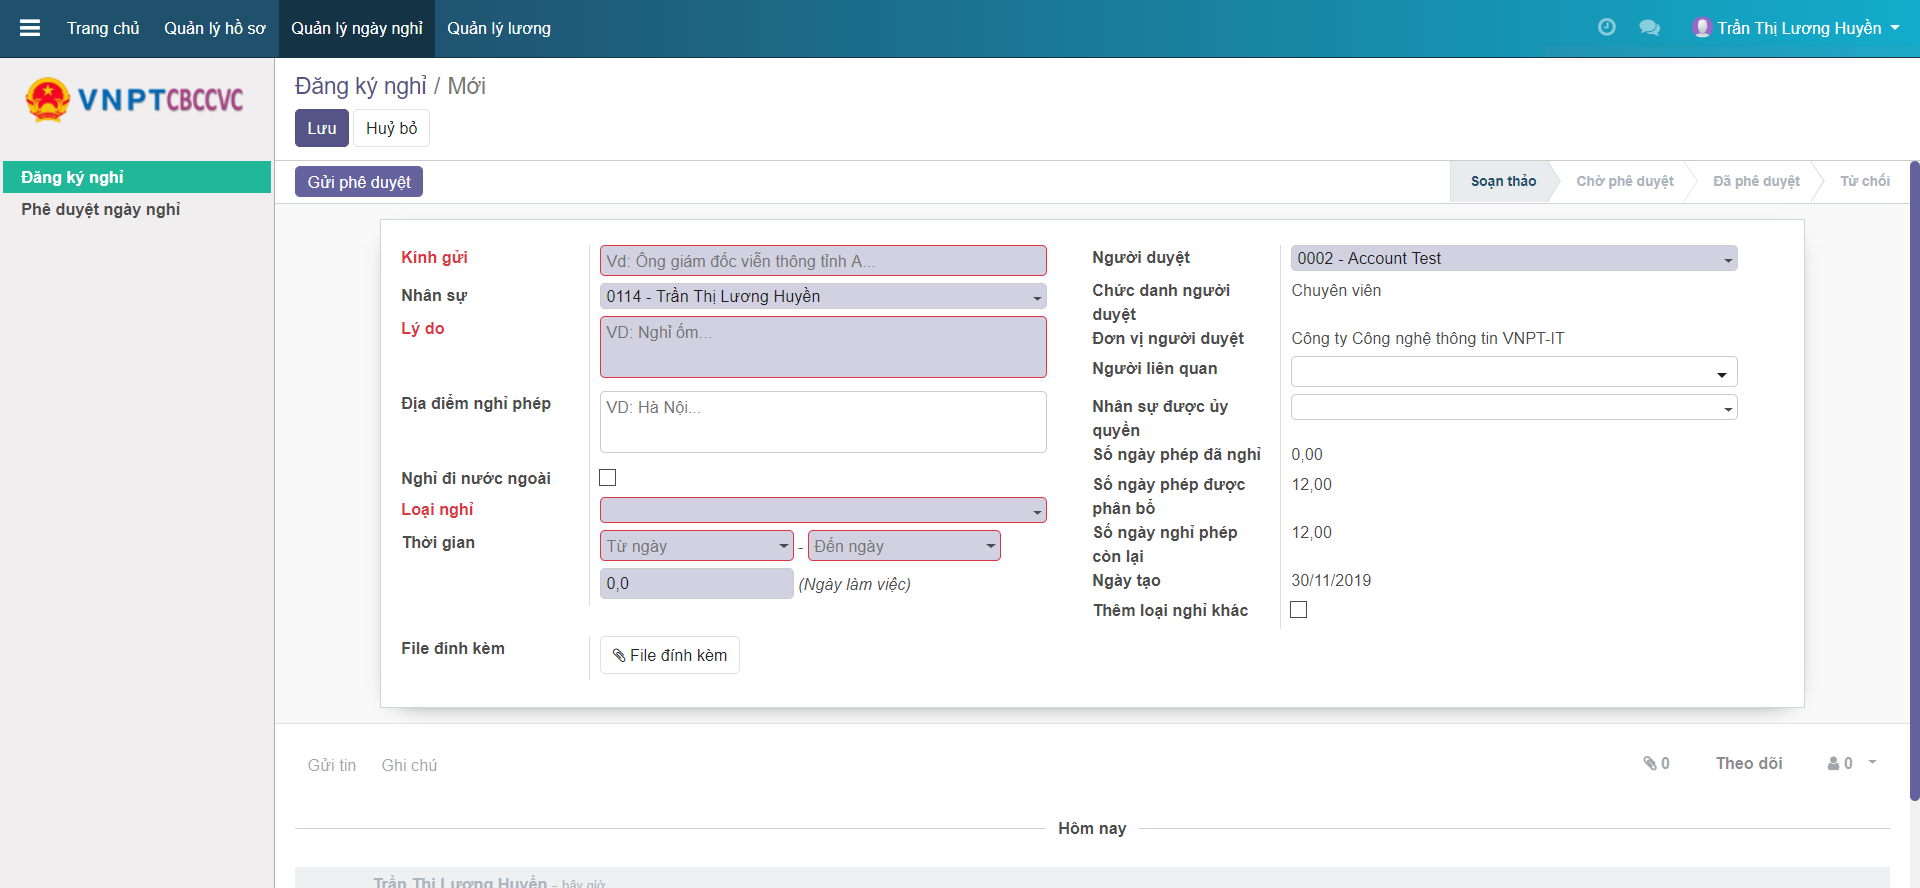 Trang chủ Quản lý hồ sơ Quản lý ngày nghỉ Quản lý lương Trần Thị Lương Huyền
VNPTCBCCVC
Đăng ký nghỉ
Phê duyệt ngày nghỉ
Đăng ký nghỉ / Mới
Lưu Huỷ bỏ
Gửi phê duyệt
Soạn thảo Chờ phê duyệt Đã phê duyệt Từ chối
Kính gửi
Vd: Ông giám đốc viễn thông tỉnh A...
Nhân sự
0114 - Trần Thị Lương Huyền
Lý do
VD: Nghỉ ốm...
Địa điểm nghỉ phép
VD: Hà Nội...
Nghỉ đi nước ngoài
Loại nghỉ
Thời gian
Từ ngày - Đến ngày
0,0 (Ngày làm việc)
File đính kèm
File đính kèm
Người duyệt
0002 - Account Test
Chức danh người
duyệt
Chuyên viên
Đơn vị người duyệt
Công ty Công nghệ thông tin VNPT-IT
Người liên quan
Nhân sự được ủy
quyền
Số ngày phép đã nghỉ
0,00
Số ngày phép được
phân bổ
12,00
Số ngày nghỉ phép
còn lại
12,00
Ngày tạo
30/11/2019
Thêm loại nghỉ khác
Gửi tin Ghi chú
0 Theo dõi 0
Hôm nay
Trần Thị Lương Huyền - bây giờ